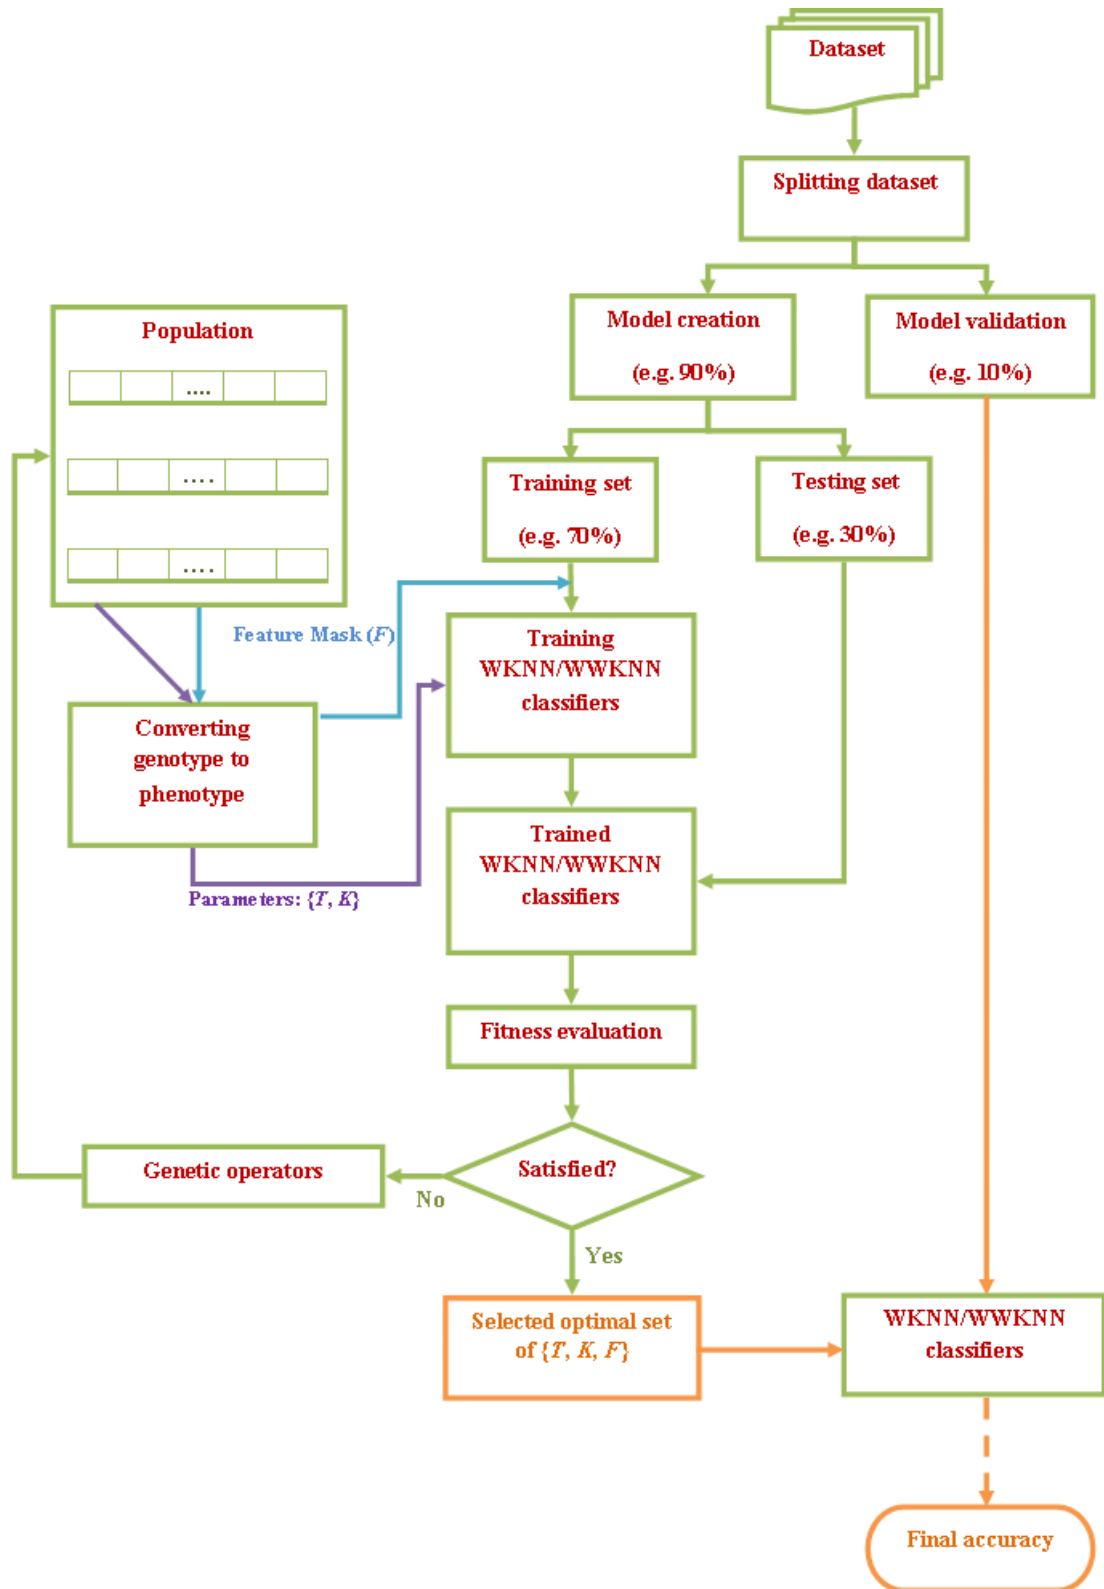 Dataset
Splitting dataset
Model creation
(e.g. 90%)
Model validation
(e.g. 10%)
Population
....
....
....
Training set
(e.g. 70%)
Testing set
(e.g. 30%)
Feature Mask (F)
Training
WKNN/WWKNN
classifiers
Converting
genotype to
phenotype
Parameters: {T, K}
Trained
WKNN/WWKNN
classifiers
Fitness evaluation
Satisfied?
No
Genetic operators
Yes
Selected optimal set
of {T, K, F}
WKNN/WWKNN
classifiers
Final accuracy